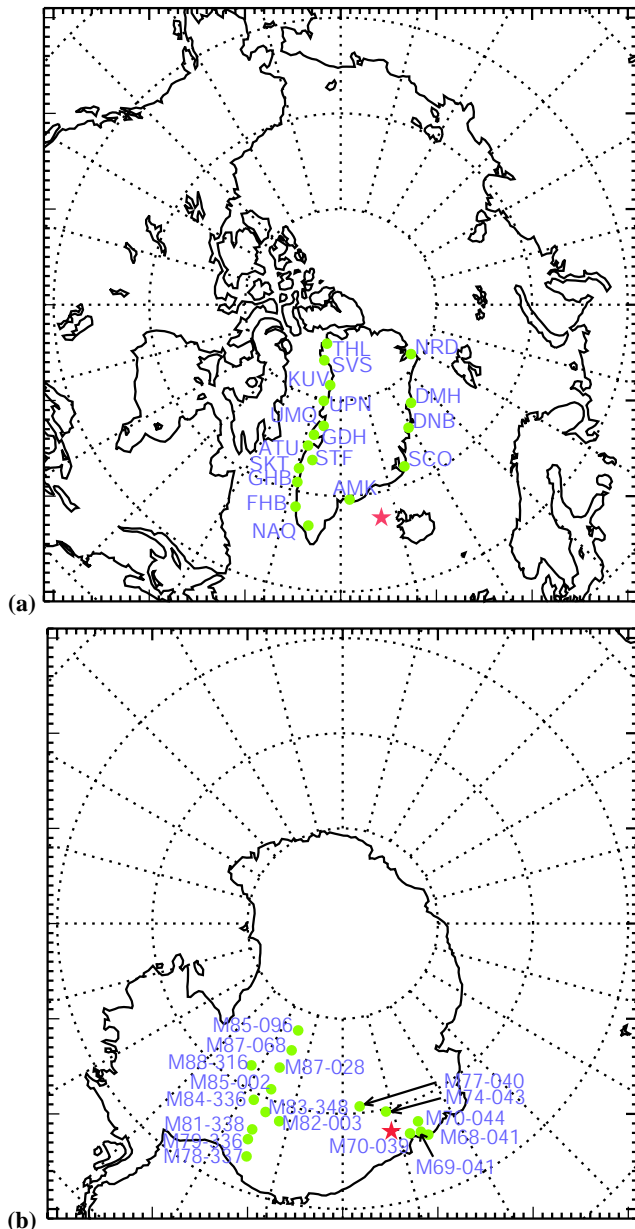 THL
NRD
SVS
KUV
DMH
UPN
UMQ
DNB
GDH
ATU
STF
SCO
SKT
GHB
AMK
FHB
NAQ
(a)
M85-096
M87-068
M88-316
M87-028
M77-040
M85-002
M74-043
M84-336
M83-348
M70-044
M81-338
M82-003
M79-336
M70-039
M68-041
M78-337
M69-041
(b)